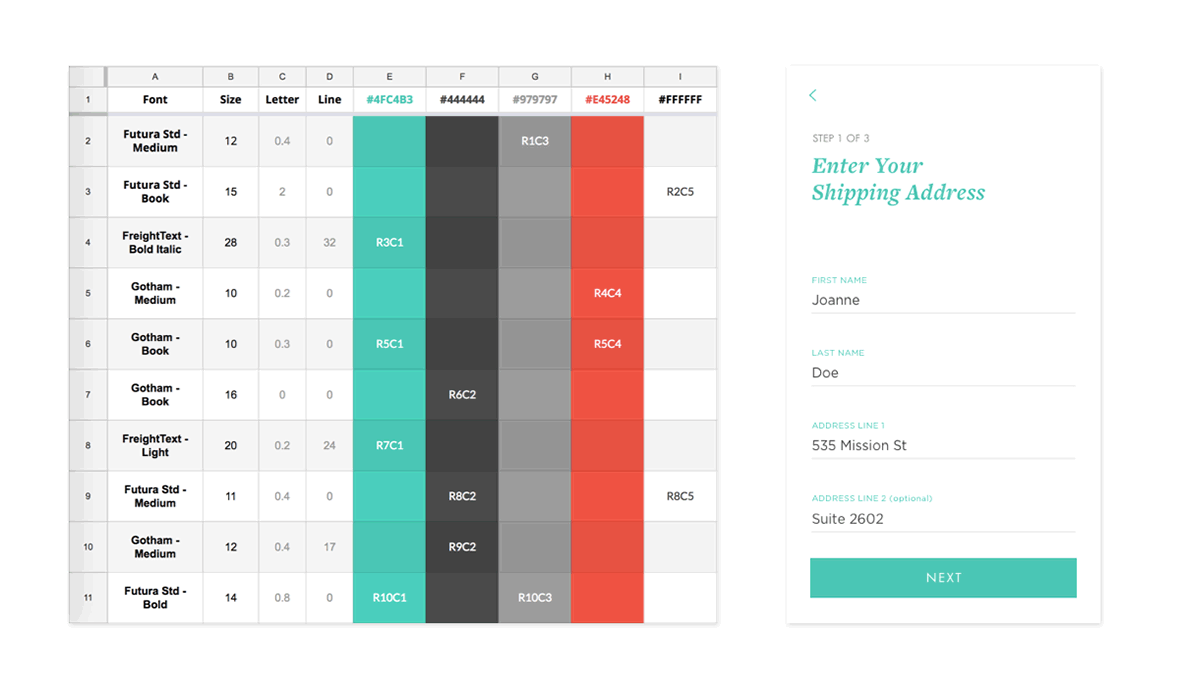 A B C D E F G H I
1 Font Size Letter Line #4FC4B3 #444444 #979797 #E45248 #FFFFFF
2 Futura Std - Medium 12 0.4 0 R1C3
3 Futura Std - Book 15 2 0 R2C5
4 FreightText - Bold Italic 28 0.3 32 R3C1
5 Gotham - Medium 10 0.2 0 R4C4
6 Gotham - Book 10 0.3 0 R5C1 R5C4
7 Gotham - Book 16 0 0 R6C2
8 FreightText - Light 20 0.2 24 R7C1
9 Futura Std - Medium 11 0.4 0 R8C2 R8C5
10 Gotham - Medium 12 0.4 17 R9C2
11 Futura Std - Bold 14 0.8 0 R10C1 R10C3
STEP 1 OF 3
Enter Your
Shipping Address
FIRST NAME
Joanne
LAST NAME
Doe
ADDRESS LINE 1
535 Mission St
ADDRESS LINE 2 (optional)
Suite 2602
NEXT